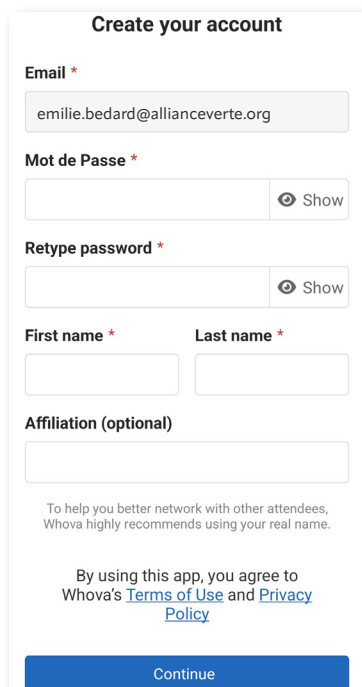 Create your account
Email *
emilie.bedard@allianceverte.org
Mot de Passe *
Show
Retype password *
Show
First name * Last name *
Affiliation (optional)
To help you better network with other attendees,
Whova highly recommends using your real name.
By using this app, you agree to
Whova's Terms of Use and Privacy
Policy
Continue